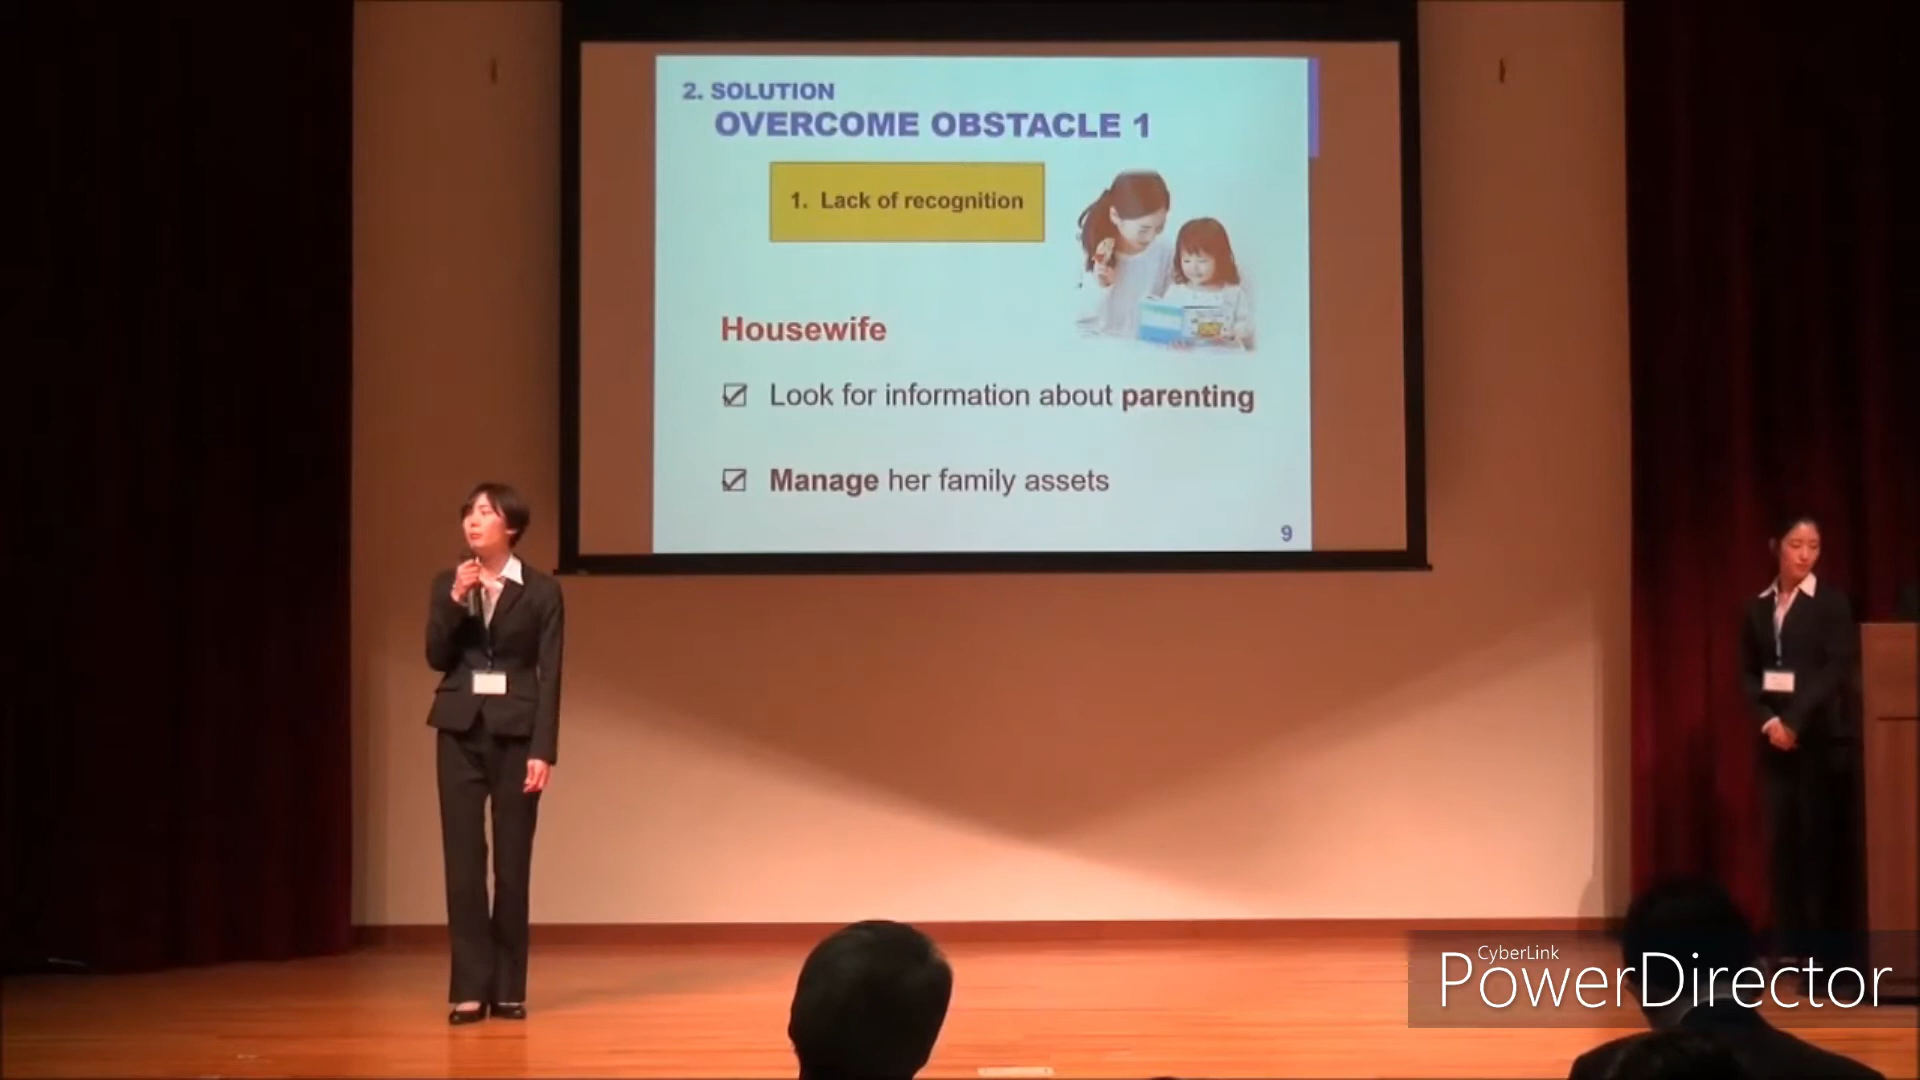 2. SOLUTION
OVERCOME OBSTACLE 1
1. Lack of recognition
Housewife
☑ Look for information about parenting
☑ Manage her family assets
9
CyberLink
PowerDirector